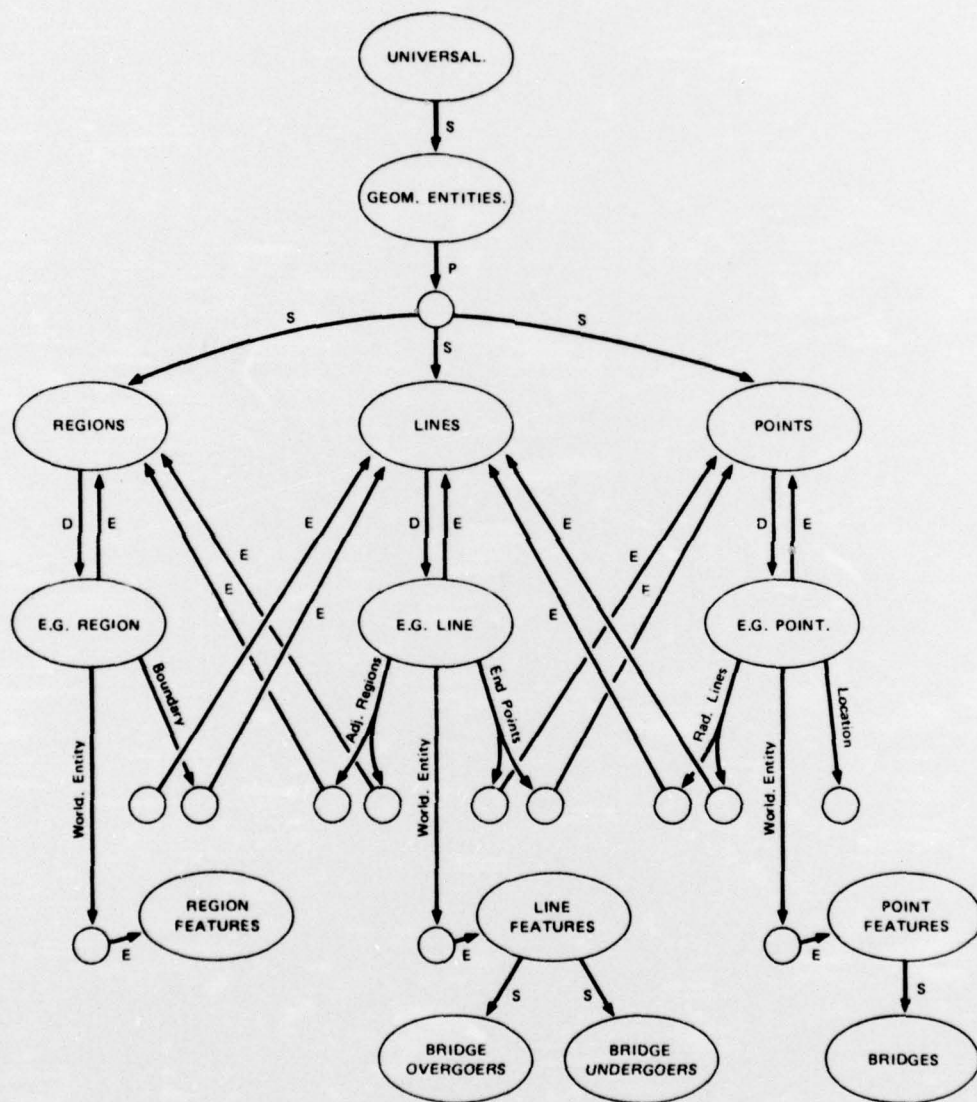 UNIVERSAL.
S
GEOM. ENTITIES.
P
S
S
S
REGIONS
LINES
POINTS
D
E
E
E
E
D
E
E
E
E
D
E
E
E
E
E.G. REGION
E.G. LINE
E.G. POINT.
Boundary
World. Entity
Adj. Regions
End Points
World. Entity
Rad. Lines
Location
World. Entity
REGION
FEATURES
E
LINE
FEATURES
E
POINT
FEATURES
E
S
S
S
BRIDGE
OVERGOERS
BRIDGE
UNDERGOERS
BRIDGES